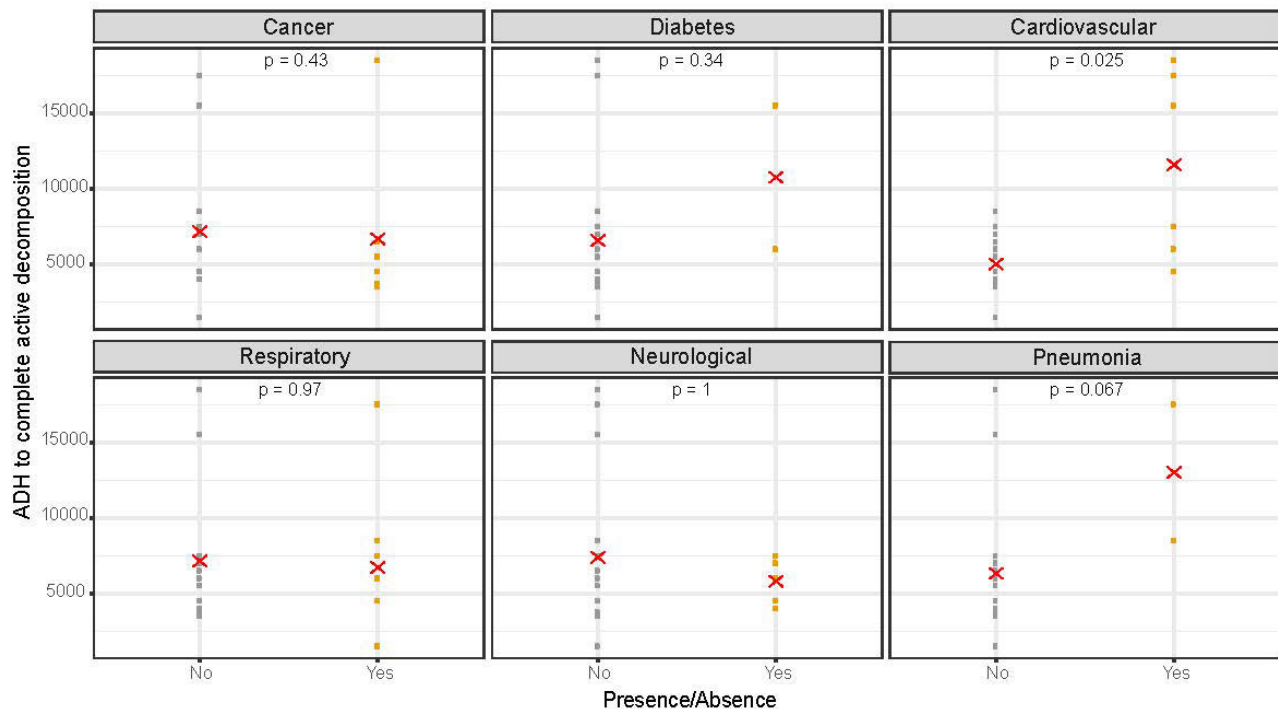 Cancer
Diabetes
Cardiovascular
p = 0.43
p = 0.34
p = 0.025
15000
10000
5000
ADH to complete active decomposition
Respiratory
Neurological
Pneumonia
p = 0.97
p = 1
p = 0.067
15000
10000
5000
No
Yes
No
Yes
No
Yes
Presence/Absence